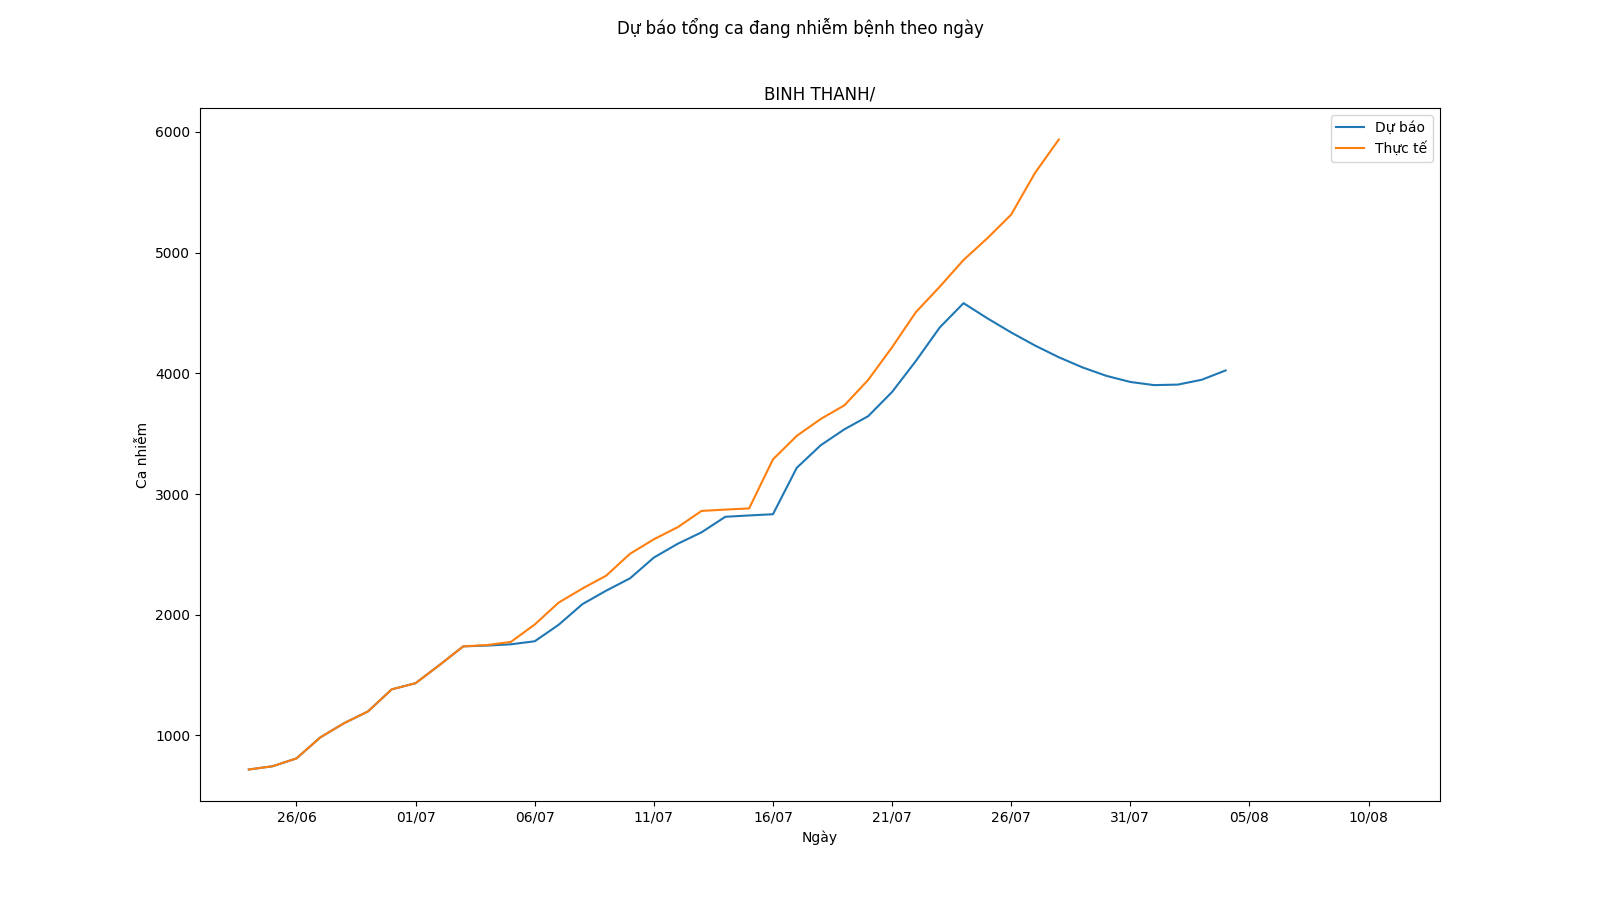 Dự báo tổng ca đang nhiễm bệnh theo ngày
BINH THANH/
Dự báo
Thực tế
6000
5000
4000
3000
2000
1000
Ca nhiễm
26/06
01/07
06/07
11/07
16/07
21/07
26/07
31/07
05/08
10/08
Ngày